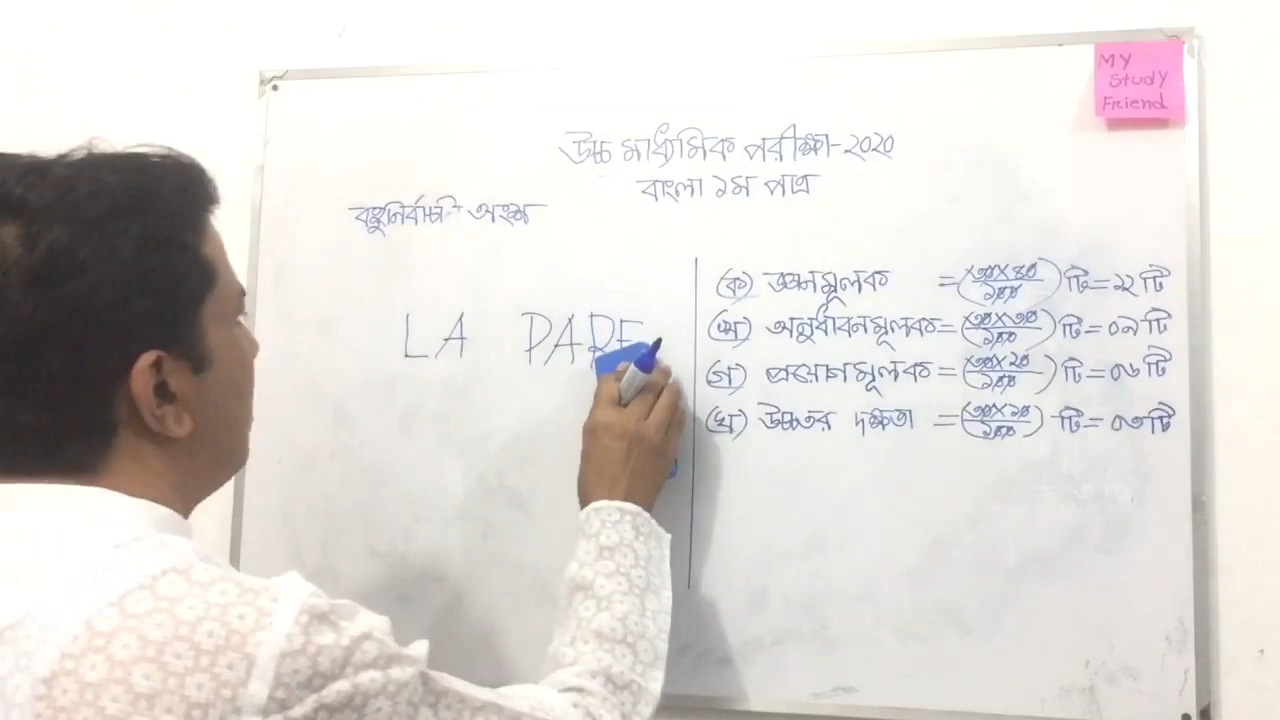 MY
Study
Friend
উচ্চ মাধ্যমিক পরীক্ষা-২০২০
বাংলা ১ম পত্র
বহুনির্বাচনি অংশ
LA PARE
(ক) জ্ঞানমূলক = (৩০×৪০/১০০) টি = ১২ টি
(খ) অনুধাবনমূলক = (৩০×৩০/১০০) টি = ০৯ টি
(গ) প্রয়োগমূলক = (৩০×২০/১০০) টি = ০৬ টি
(ঘ) উচ্চতর দক্ষতা = (৩০×১০/১০০) টি = ০৩ টি